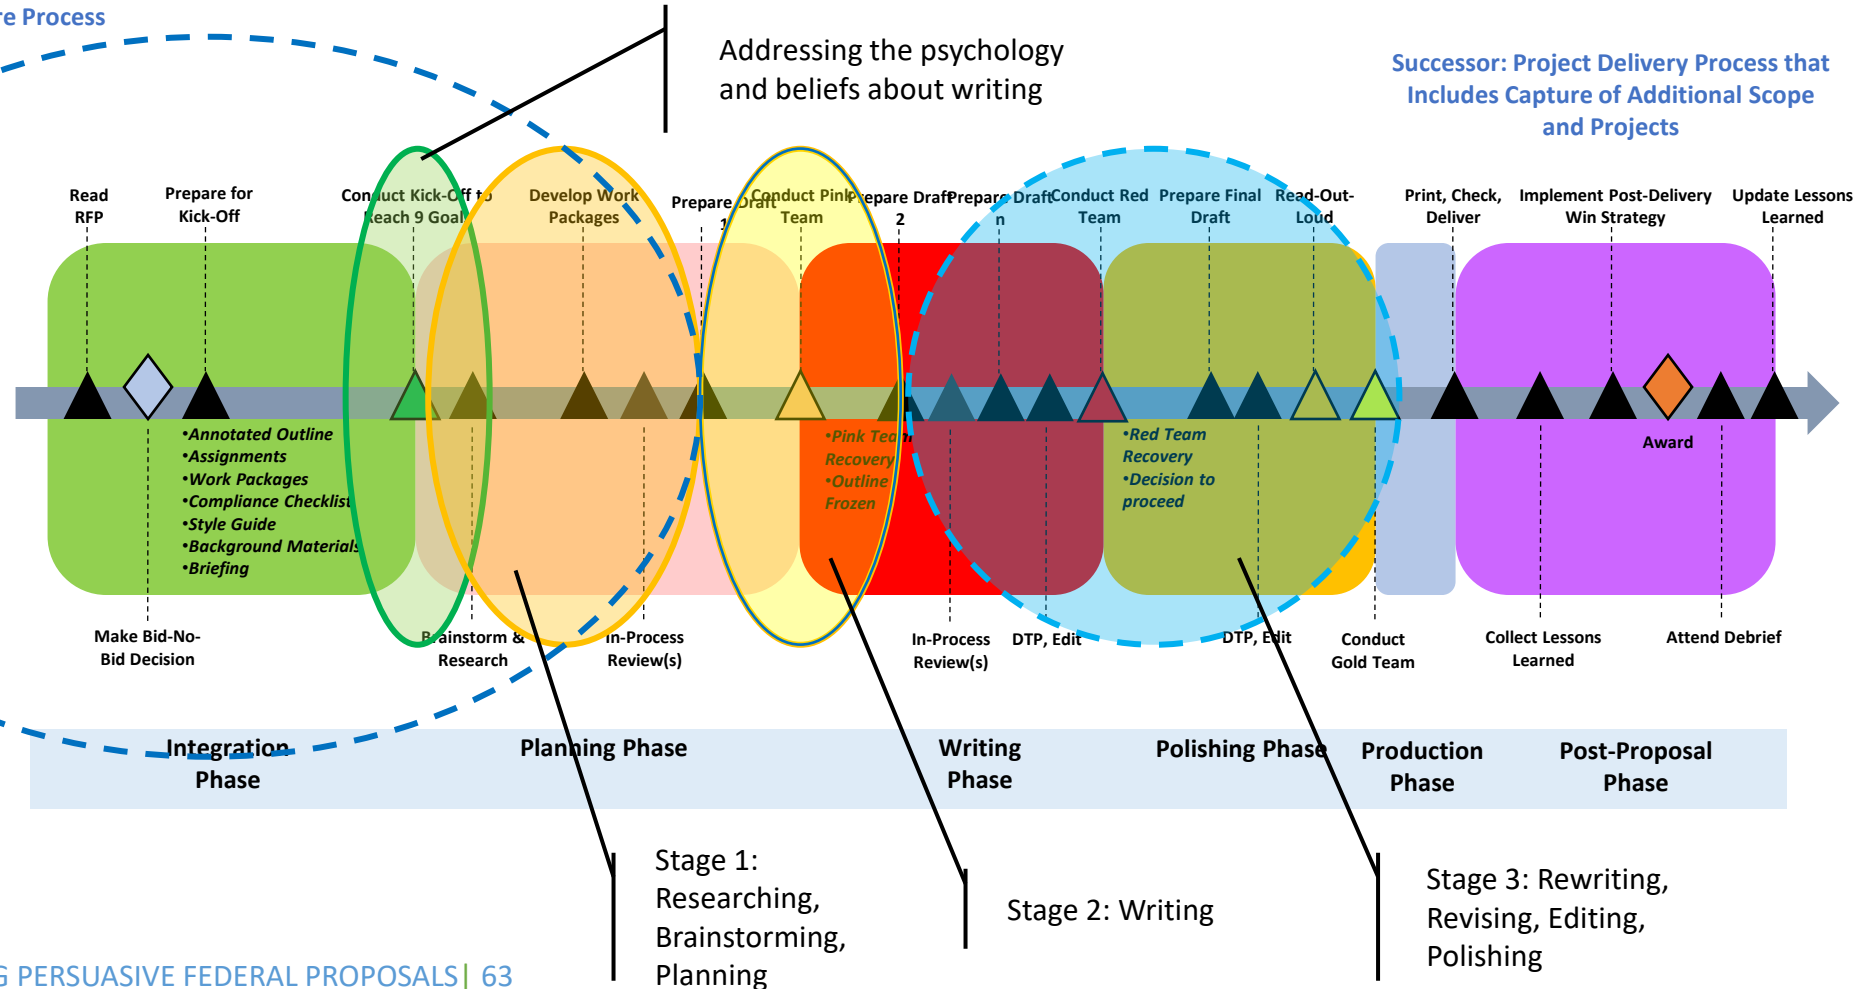 re Process
Addressing the psychology
and beliefs about writing
Successor: Project Delivery Process that
Includes Capture of Additional Scope
and Projects
Read
RFP
Prepare for
Kick-Off
Conduct Kick-Off to
Reach 9 Goal
Develop Work
Packages
Prepare Draft
1
Conduct Pink
Team
Prepare Draft
2
Prepare Draft
n
Conduct Red
Team
Prepare Final
Draft
Read-Out-
Loud
Print, Check,
Deliver
Implement Post-Delivery
Win Strategy
Update Lessons
Learned
•Annotated Outline
•Assignments
•Work Packages
•Compliance Checklist
•Style Guide
•Background Materials
•Briefing
•Pink Team
Recovery
•Outline
Frozen
•Red Team
Recovery
•Decision to
proceed
Award
Make Bid-No-
Bid Decision
Brainstorm &
Research
In-Process
Review(s)
In-Process
Review(s)
DTP, Edit
DTP, Edit
Conduct
Gold Team
Collect Lessons
Learned
Attend Debrief
Integration
Phase
Planning Phase
Writing
Phase
Polishing Phase
Production
Phase
Post-Proposal
Phase
Stage 1:
Researching,
Brainstorming,
Planning
Stage 2: Writing
Stage 3: Rewriting,
Revising, Editing,
Polishing
G PERSUASIVE FEDERAL PROPOSALS| 63